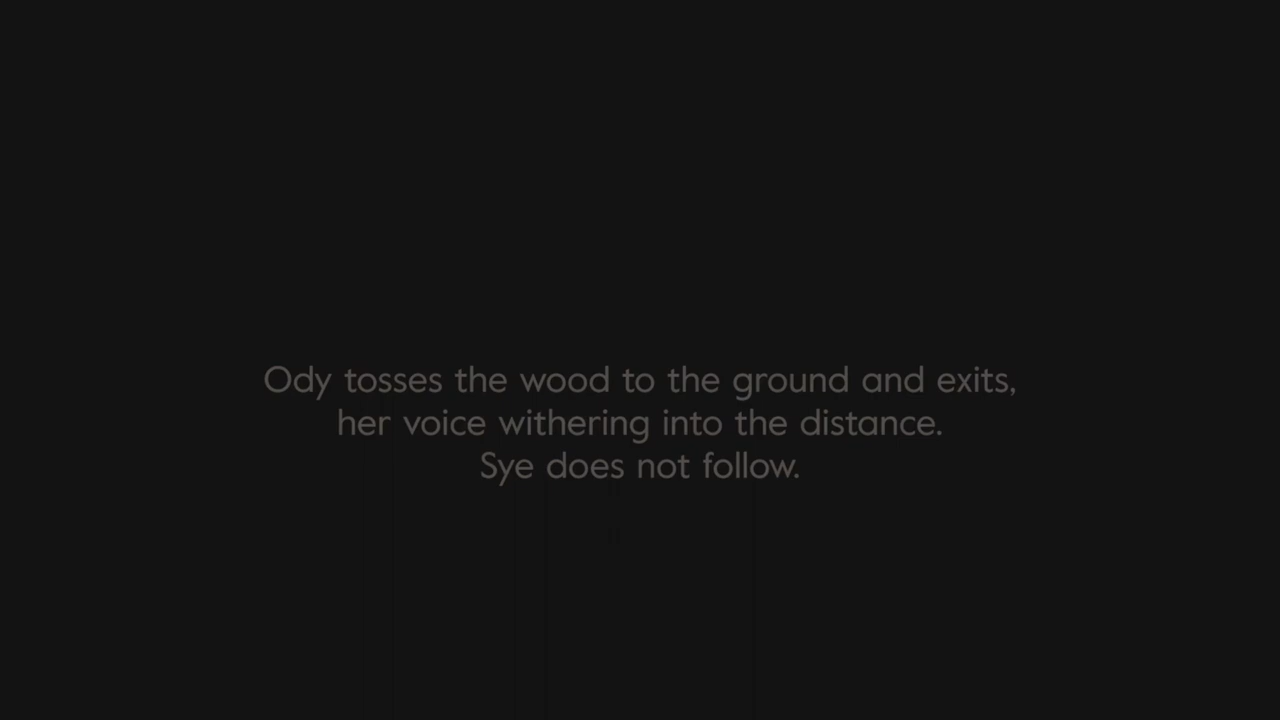 Ody tosses the wood to the ground and exits,
her voice withering into the distance.
Sye does not follow.